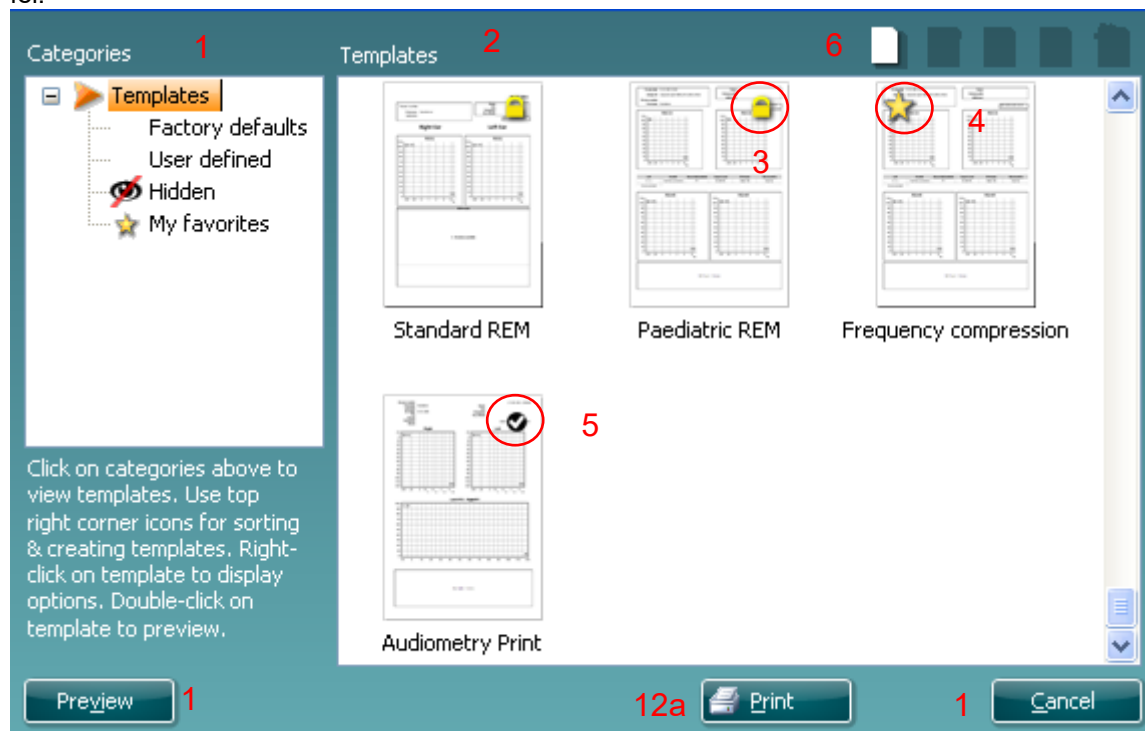 Categories 1
Templates 2
6
Templates
Factory defaults
User defined
Hidden
My favorites
3
4
Standard REM
Paediatric REM
Frequency compression
5
Audiometry Print
Click on categories above to
view templates. Use top
right corner icons for sorting
& creating templates. Right-
click on template to display
options. Double-click on
template to preview.
Preview 1
12a Print
1 Cancel